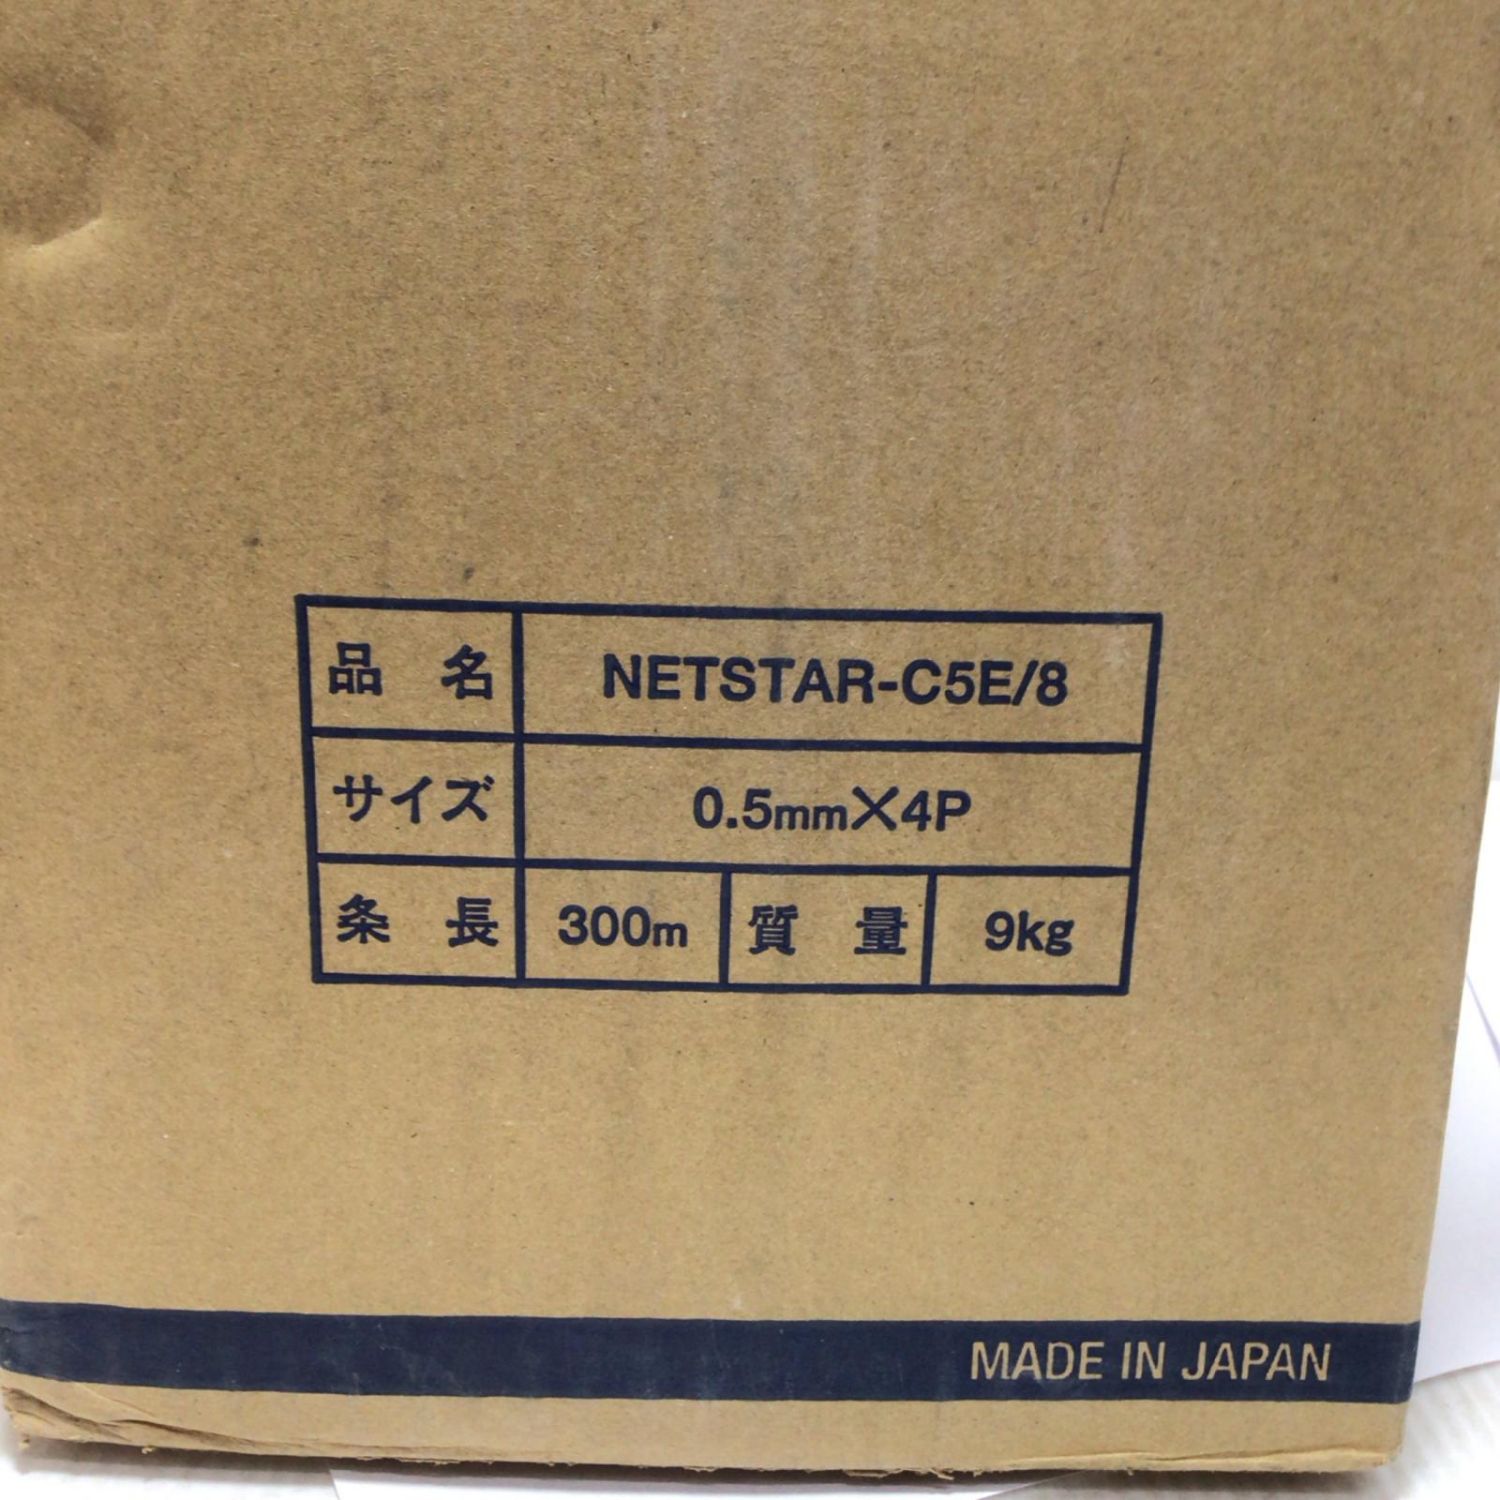 品名 NETSTAR-C5E/8
サイズ 0.5mm×4P
条長 300m 質量 9kg
MADE IN JAPAN